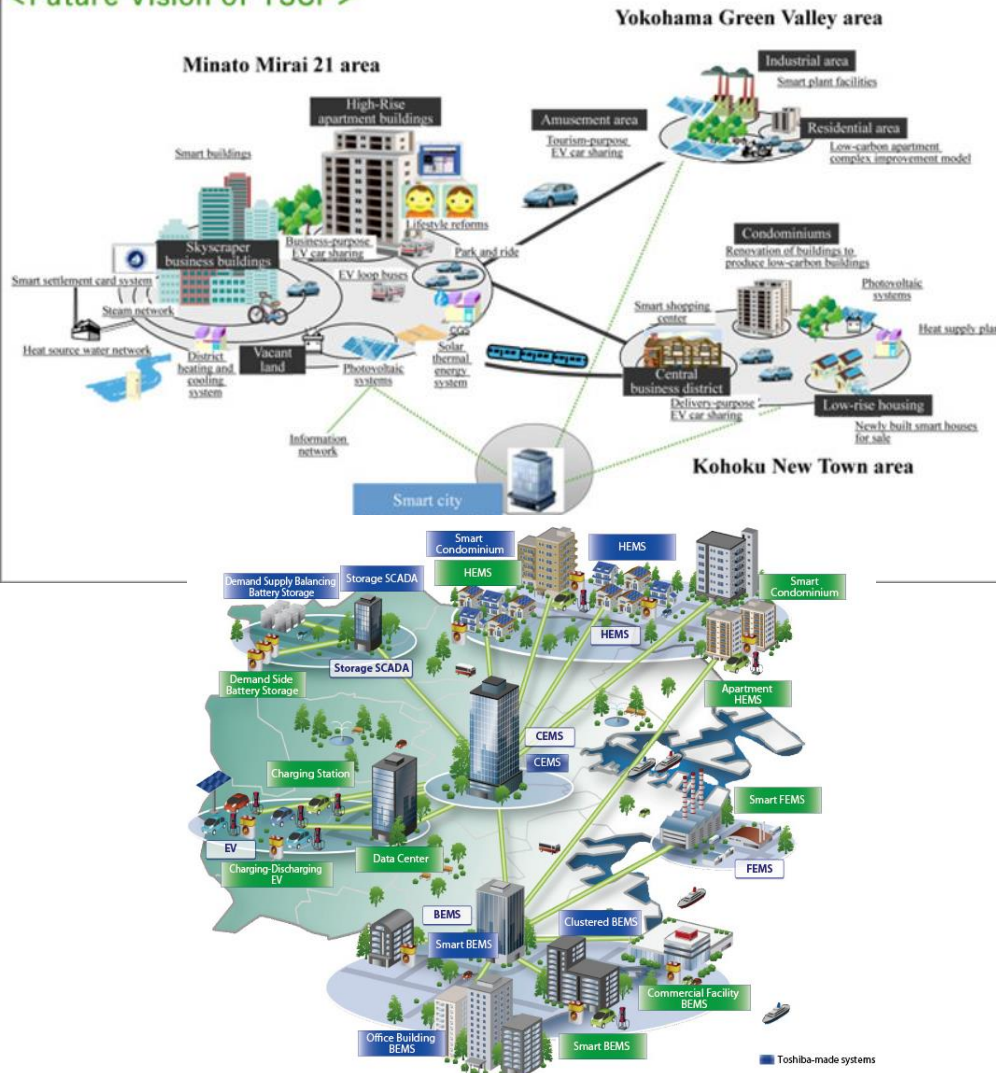 <Future Vision of YSCP>
Yokohama Green Valley area
Minato Mirai 21 area
Industrial area
Smart plant facilities
High-Rise
apartment buildings
Amusement area
Tourism-purpose
EV car sharing
Residential area
Low-carbon apartment
complex improvement model
Smart buildings
Lifestyle reforms
Skyscraper
business buildings
Business-purpose
EV car sharing
Park and ride
Condominiums
Renovation of buildings to
produce low-carbon buildings
Smart settlement card system
EV loop buses
Photovoltaic
systems
Steam network
Smart shopping
center
Heat source water network
District
heating and
cooling
system
Vacant
land
Photovoltaic
systems
CGS
Solar
thermal
energy
system
Heat supply plan
Central
business district
Delivery-purpose
EV car sharing
Low-rise housing
Newly built smart houses
for sale
Information
network
Kohoku New Town area
Smart city
Smart
Condominium
HEMS
HEMS
Demand Supply Balancing
Battery Storage
Storage SCADA
Smart
Condominium
HEMS
Storage SCADA
Demand Side
Battery Storage
Apartment
HEMS
CEMS
CEMS
Charging Station
Smart FEMS
EV
Data Center
Charging-Discharging
EV
FEMS
BEMS
Clustered BEMS
Smart BEMS
Commercial Facility
BEMS
Office Building
BEMS
Smart BEMS
Toshiba-made systems